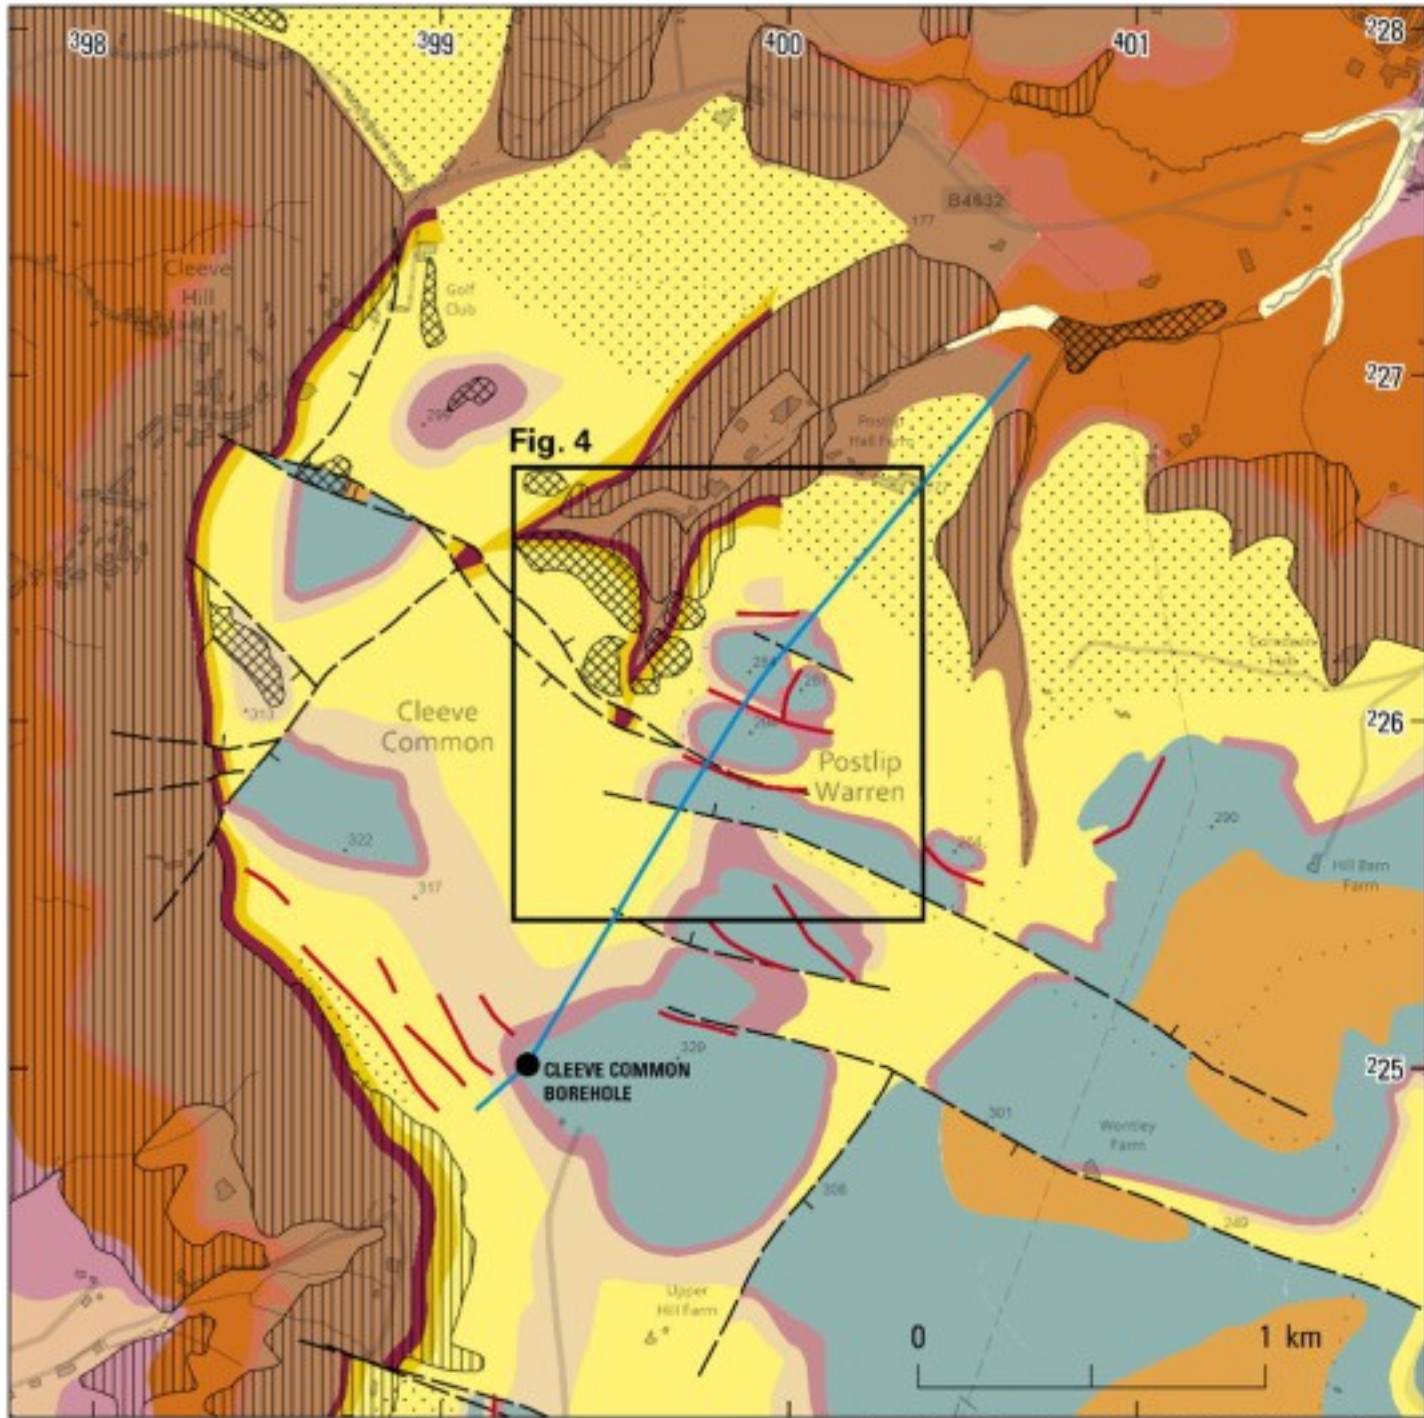 398
399
400
401
228
B4632
177
Cleeve
Hill
Golf
Club
227
Postlip
Hall Farm
Fig. 4
284
226
Cleeve
Common
313
Postlip
Warren
290
322
Hill Barn
Farm
317
329
CLEEVE COMMON
BOREHOLE
225
301
Wontley
Farm
308
249
Upper
Hill Farm
0
1 km